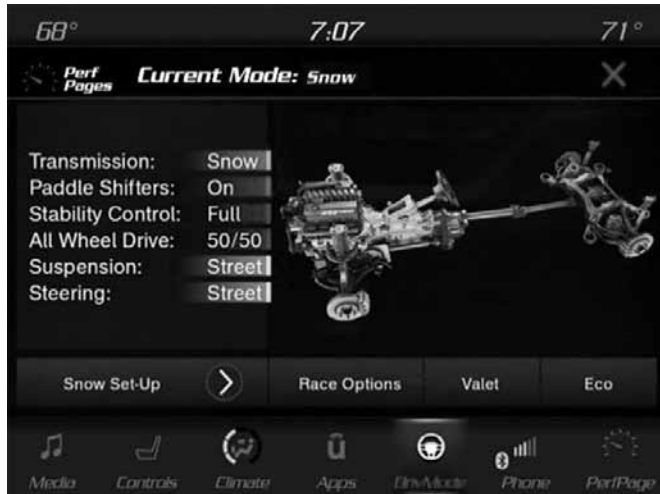 68° 7:07 71°
Perf Pages Current Mode: Snow
Transmission: Snow
Paddle Shifters: On
Stability Control: Full
All Wheel Drive: 50/50
Suspension: Street
Steering: Street
Snow Set-Up Race Options Valet Eco
Media Controls Climate Apps DrivMode Phone PerfPage